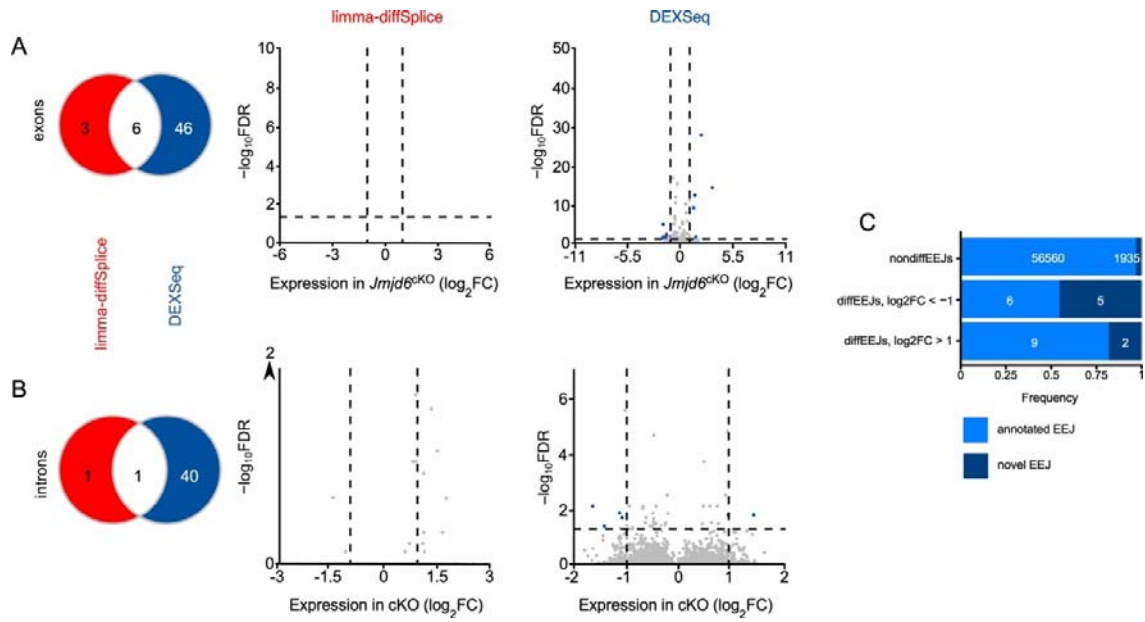 limma-diffSplice
DEXSeq
A
exons
3
6
46
−log₁₀FDR
10
8
6
4
2
0
-6
-3
0
3
6
Expression in Jmjd6ᶜᴷᴼ (log₂FC)
−log₁₀FDR
50
40
30
20
10
0
-11
-5.5
0
5.5
11
Expression in Jmjd6ᶜᴷᴼ (log₂FC)
limma-diffSplice
DEXSeq
B
introns
1
1
40
−log₁₀FDR
2
0
-3
-1.5
0
1.5
3
Expression in cKO (log₂FC)
−log₁₀FDR
6
4
2
0
-2
-1
0
1
2
Expression in cKO (log₂FC)
C
nondiffEEJs
56560
1935
diffEEJs, log2FC < −1
6
5
diffEEJs, log2FC > 1
9
2
0
0.25
0.5
0.75
1
Frequency
annotated EEJ
novel EEJ